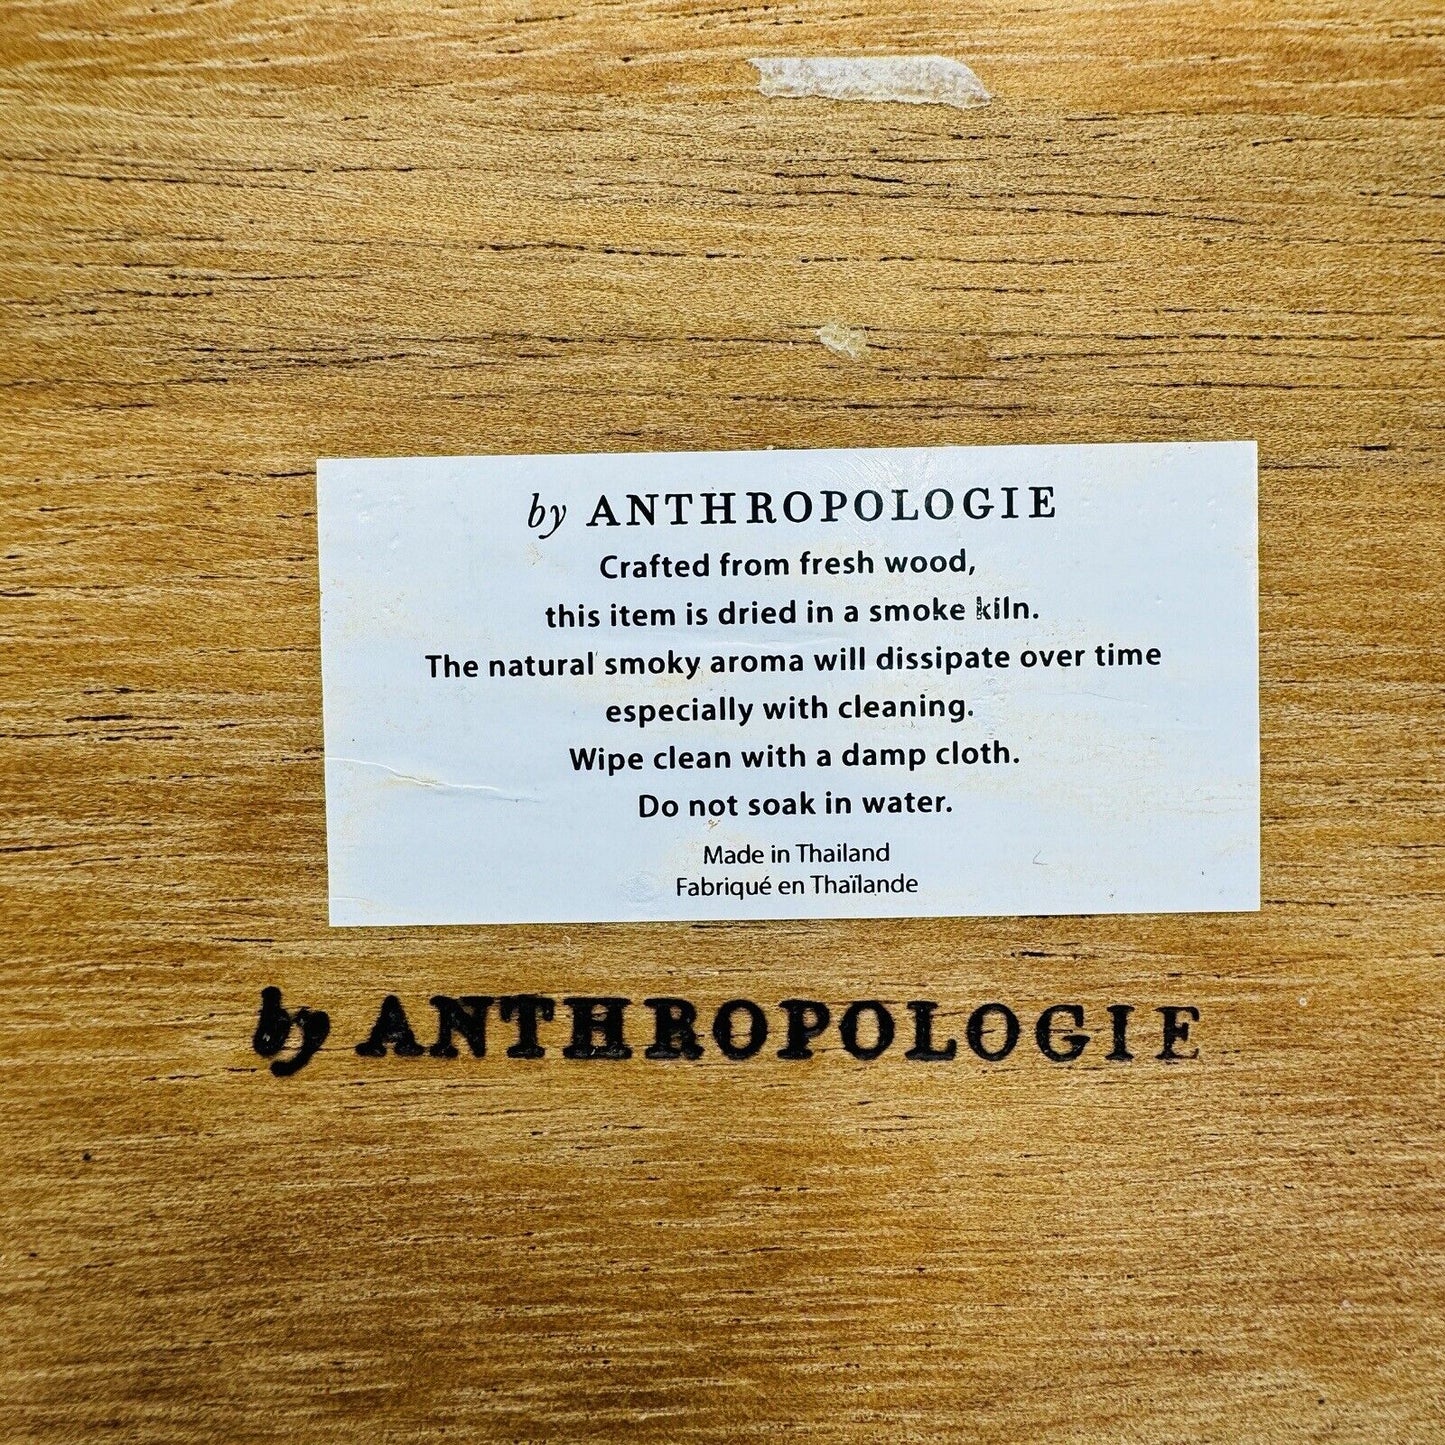 by ANTHROPOLOGIE
Crafted from fresh wood,
this item is dried in a smoke kiln.
The natural smoky aroma will dissipate over time
especially with cleaning.
Wipe clean with a damp cloth.
Do not soak in water.
Made in Thailand
Fabriqué en Thaïlande
by ANTHROPOLOGIE